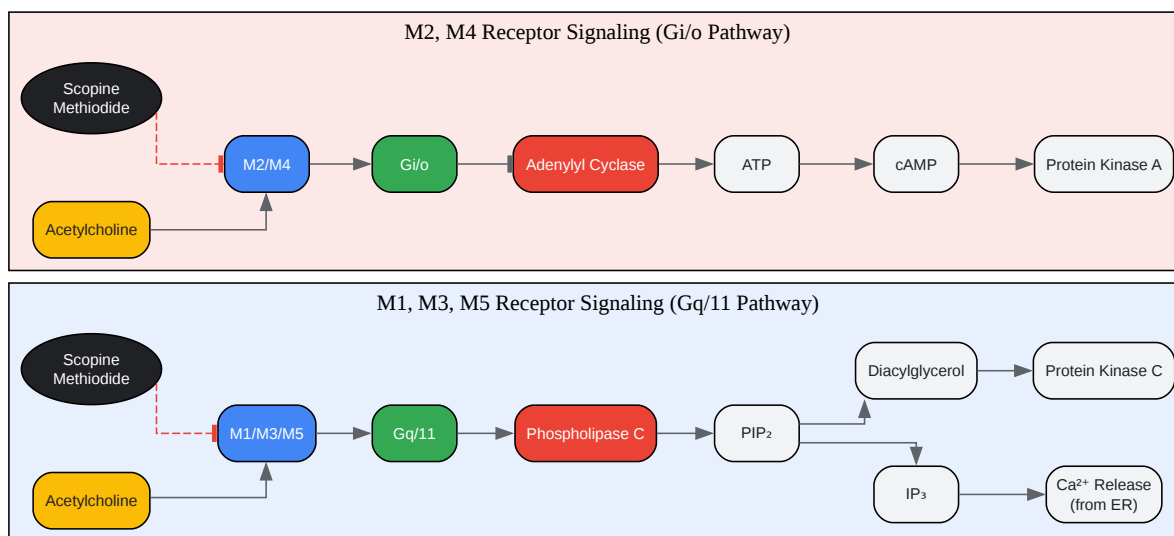 M2, M4 Receptor Signaling (Gi/o Pathway)
Scopine
Methiodide
M2/M4
Gi/o
Adenylyl Cyclase
ATP
cAMP
Protein Kinase A
Acetylcholine
M1, M3, M5 Receptor Signaling (Gq/11 Pathway)
Scopine
Methiodide
Diacylglycerol
Protein Kinase C
M1/M3/M5
Gq/11
Phospholipase C
PIP₂
Acetylcholine
IP₃
Ca²⁺ Release
(from ER)